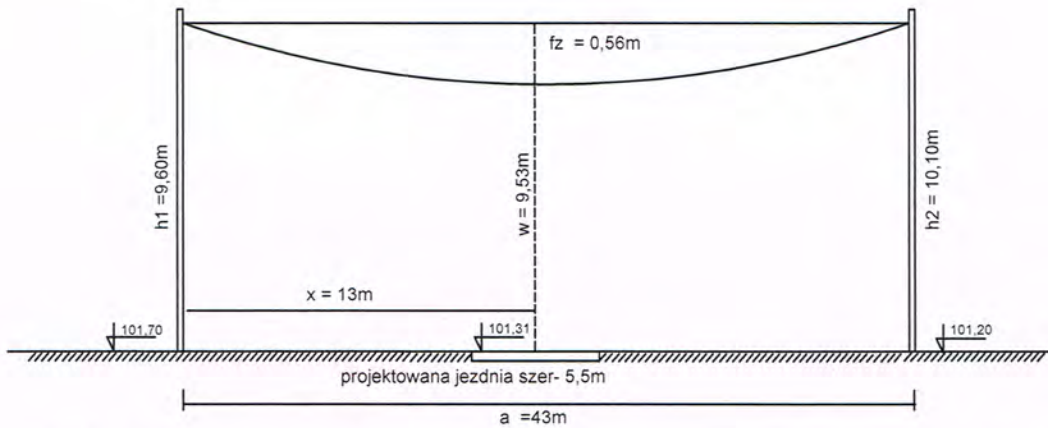 fz = 0,56m
h1 =9,60m
w = 9,53m
h2 = 10,10m
x = 13m
101,70
101,31
101,20
projektowana jezdnia szer- 5,5m
a =43m